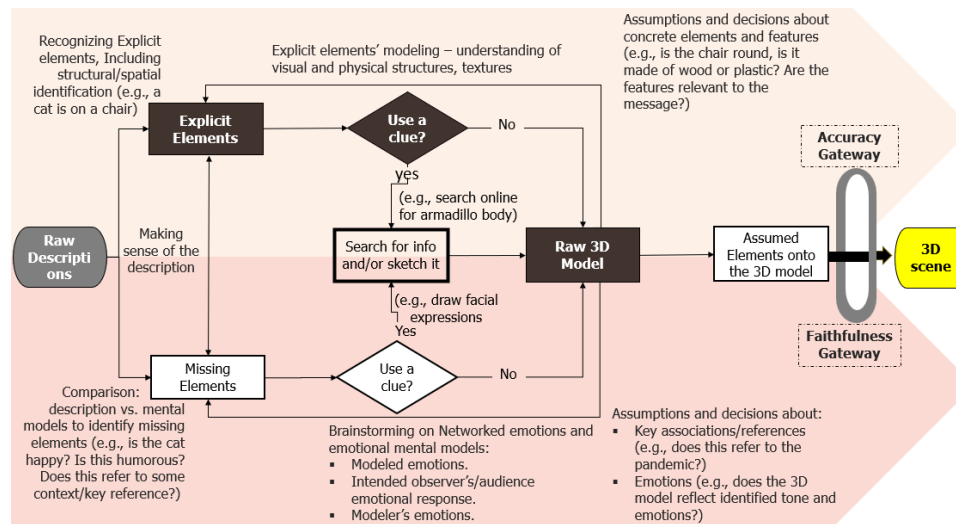 Recognizing Explicit
elements, Including
structural/spatial
identification (e.g., a
cat is on a chair)
Explicit elements’ modeling – understanding of
visual and physical structures, textures
Assumptions and decisions about
concrete elements and features
(e.g., is the chair round, is it
made of wood or plastic? Are the
features relevant to the
message?)
Explicit
Elements
Use a
clue?
No
Accuracy
Gateway
yes
(e.g., search online
for armadillo body)
Raw
Descripti
ons
Making
sense of the
description
Search for info
and/or sketch it
Raw 3D
Model
Assumed
Elements onto
the 3D model
3D
scene
(e.g., draw facial
expressions
Yes
Faithfulness
Gateway
Missing
Elements
Use a
clue?
No
Comparison:
description vs. mental
models to identify missing
elements (e.g., is the cat
happy? Is this humorous?
Does this refer to some
context/key reference?)
Brainstorming on Networked emotions and
emotional mental models:
▪ Modeled emotions.
▪ Intended observer’s/audience
emotional response.
▪ Modeler’s emotions.
Assumptions and decisions about:
▪ Key associations/references
(e.g., does this refer to the
pandemic?)
▪ Emotions (e.g., does the 3D
model reflect identified tone and
emotions?)